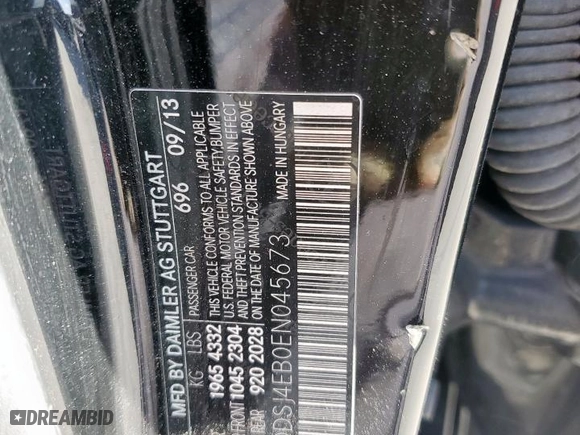 MFD BY DAIMLER AG STUTTGART
PASSENGER CAR 696 09/13
KG LBS THIS VEHICLE CONFORMS TO ALL APPLICABLE
1965 4332 U.S. FEDERAL MOTOR VEHICLE SAFETY/BUMPER
FRONT 1045 2304 AND THEFT PREVENTION STANDARDS IN EFFECT
REAR 920 2028 ON THE DATE OF MANUFACTURE SHOWN ABOVE
MADE IN HUNGARY
DDSJ4EB0EN045673
DDSBIDFAX